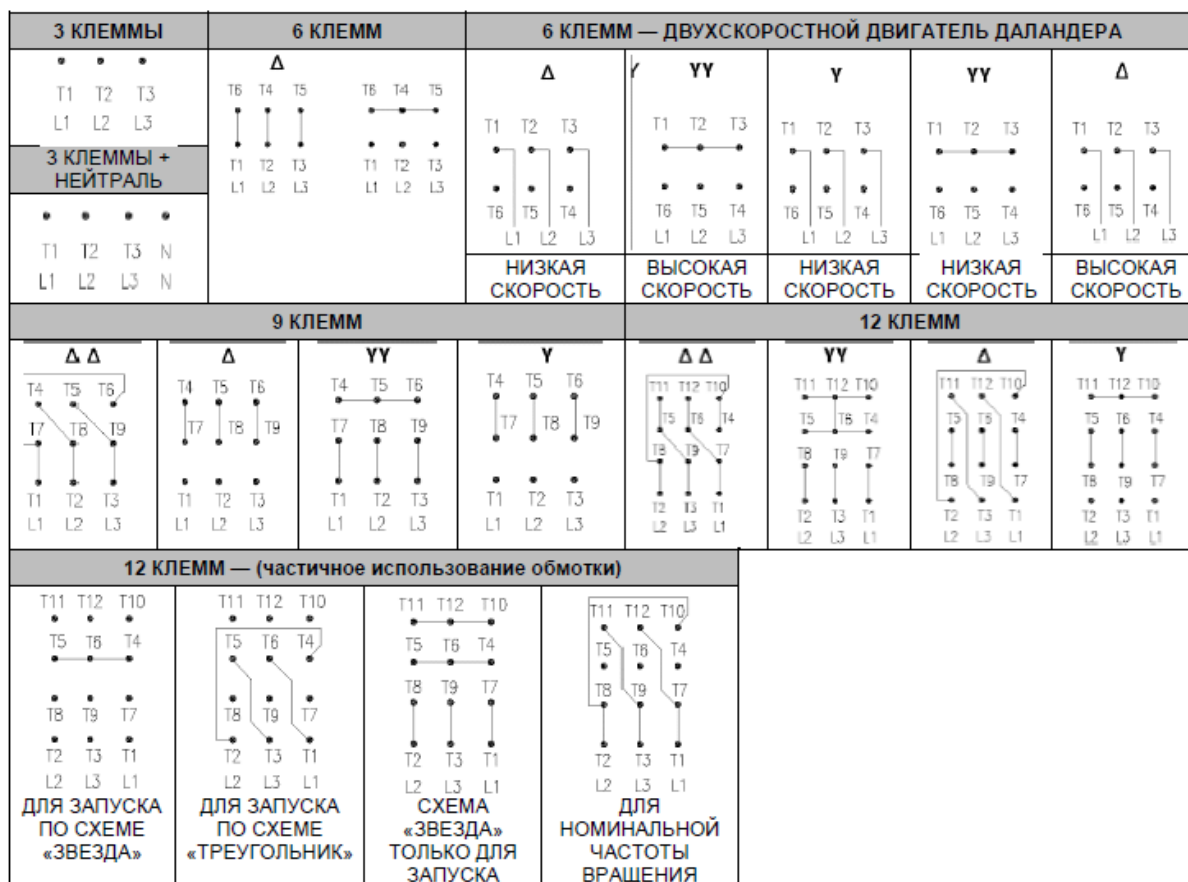 3 КЛЕММЫ
6 КЛЕММ
6 КЛЕММ — ДВУХСКОРОСТНОЙ ДВИГАТЕЛЬ ДАЛАНДЕРА
T1 T2 T3
L1 L2 L3
3 КЛЕММЫ +
НЕЙТРАЛЬ
T1 T2 T3 N
L1 L2 L3 N
Δ
T6 T4 T5
T1 T2 T3
L1 L2 L3
T6 T4 T5
T1 T2 T3
L1 L2 L3
Δ
T1 T2 T3
T6 T5 T4
L1 L2 L3
НИЗКАЯ
СКОРОСТЬ
YY
T1 T2 T3
T6 T5 T4
L1 L2 L3
ВЫСОКАЯ
СКОРОСТЬ
Y
T1 T2 T3
T6 T5 T4
L1 L2 L3
НИЗКАЯ
СКОРОСТЬ
YY
T1 T2 T3
T6 T5 T4
L1 L2 L3
НИЗКАЯ
СКОРОСТЬ
Δ
T1 T2 T3
T6 T5 T4
L1 L2 L3
ВЫСОКАЯ
СКОРОСТЬ
9 КЛЕММ
12 КЛЕММ
Δ Δ
T4 T5 T6
T7 T8 T9
T1 T2 T3
L1 L2 L3
Δ
T4 T5 T6
T7 T8 T9
T1 T2 T3
L1 L2 L3
YY
T4 T5 T6
T7 T8 T9
T1 T2 T3
L1 L2 L3
Y
T4 T5 T6
T7 T8 T9
T1 T2 T3
L1 L2 L3
Δ Δ
T11 T12 T10
T5 T6 T4
T8 T9 T7
T2 T3 T1
L2 L3 L1
YY
T11 T12 T10
T5 T6 T4
T8 T9 T7
T2 T3 T1
L2 L3 L1
Δ
T11 T12 T10
T5 T6 T4
T8 T9 T7
T2 T3 T1
L2 L3 L1
Y
T11 T12 T10
T5 T6 T4
T8 T9 T7
T2 T3 T1
L2 L3 L1
12 КЛЕММ — (частичное использование обмотки)
T11 T12 T10
T5 T6 T4
T8 T9 T7
T2 T3 T1
L2 L3 L1
ДЛЯ ЗАПУСКА
ПО СХЕМЕ
«ЗВЕЗДА»
T11 T12 T10
T5 T6 T4
T8 T9 T7
T2 T3 T1
L2 L3 L1
ДЛЯ ЗАПУСКА
ПО СХЕМЕ
«ТРЕУГОЛЬНИК»
T11 T12 T10
T5 T6 T4
T8 T9 T7
T2 T3 T1
L2 L3 L1
СХЕМА
«ЗВЕЗДА»
ТОЛЬКО ДЛЯ
ЗАПУСКА
T11 T12 T10
T5 T6 T4
T8 T9 T7
T2 T3 T1
L2 L3 L1
ДЛЯ
НОМИНАЛЬНОЙ
ЧАСТОТЫ
ВРАЩЕНИЯ